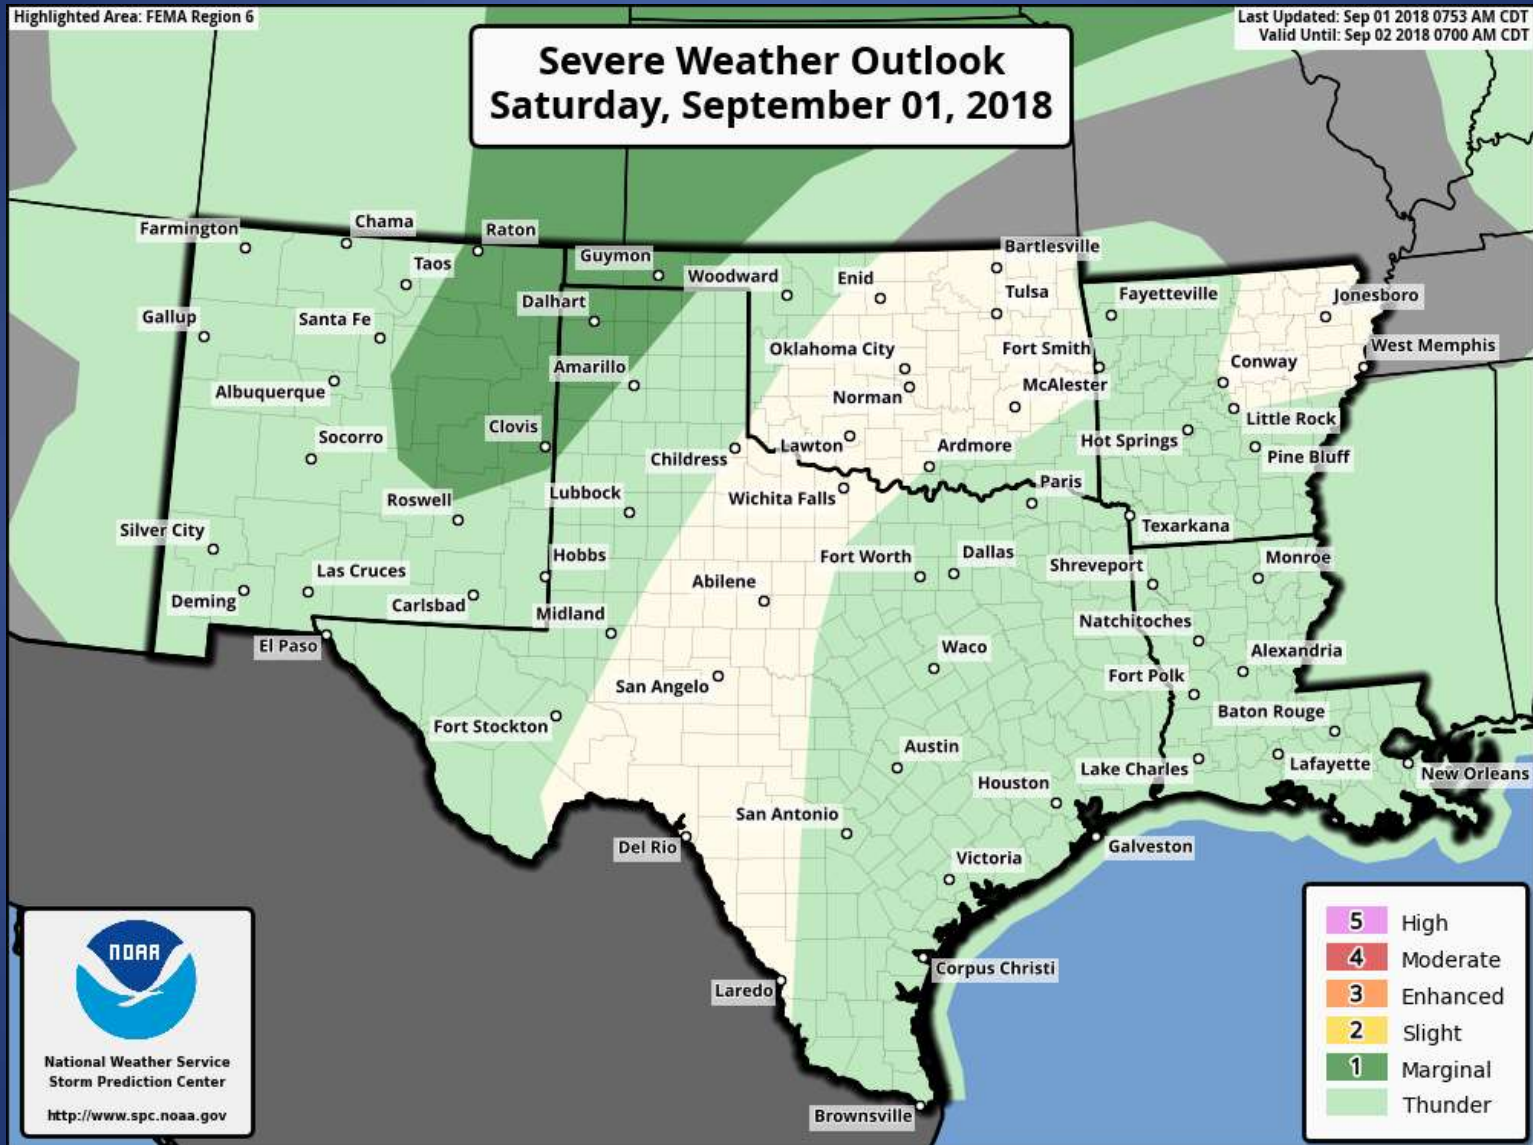 Highlighted Area: FEMA Region 6
Last Updated: Sep 01 2018 0753 AM CDT
Valid Until: Sep 02 2018 0700 AM CDT
Severe Weather Outlook
Saturday, September 01, 2018
Farmington
Chama
Raton
Taos
Guymon
Woodward
Enid
Bartlesville
Tulsa
Fayetteville
Jonesboro
Gallup
Santa Fe
Dalhart
Oklahoma City
Fort Smith
West Memphis
Albuquerque
Amarillo
Norman
McAlester
Conway
Socorro
Clovis
Childress
Lawton
Ardmore
Hot Springs
Little Rock
Pine Bluff
Roswell
Lubbock
Wichita Falls
Paris
Texarkana
Silver City
Las Cruces
Hobbs
Abilene
Fort Worth
Dallas
Shreveport
Monroe
Deming
Carlsbad
Midland
Natchitoches
El Paso
San Angelo
Waco
Fort Polk
Alexandria
Fort Stockton
Austin
Baton Rouge
Houston
Lake Charles
Lafayette
New Orleans
San Antonio
Del Rio
Victoria
Galveston
Laredo
Corpus Christi
Brownsville
NOAA
National Weather Service
Storm Prediction Center
http://www.spc.noaa.gov
5 High
4 Moderate
3 Enhanced
2 Slight
1 Marginal
Thunder